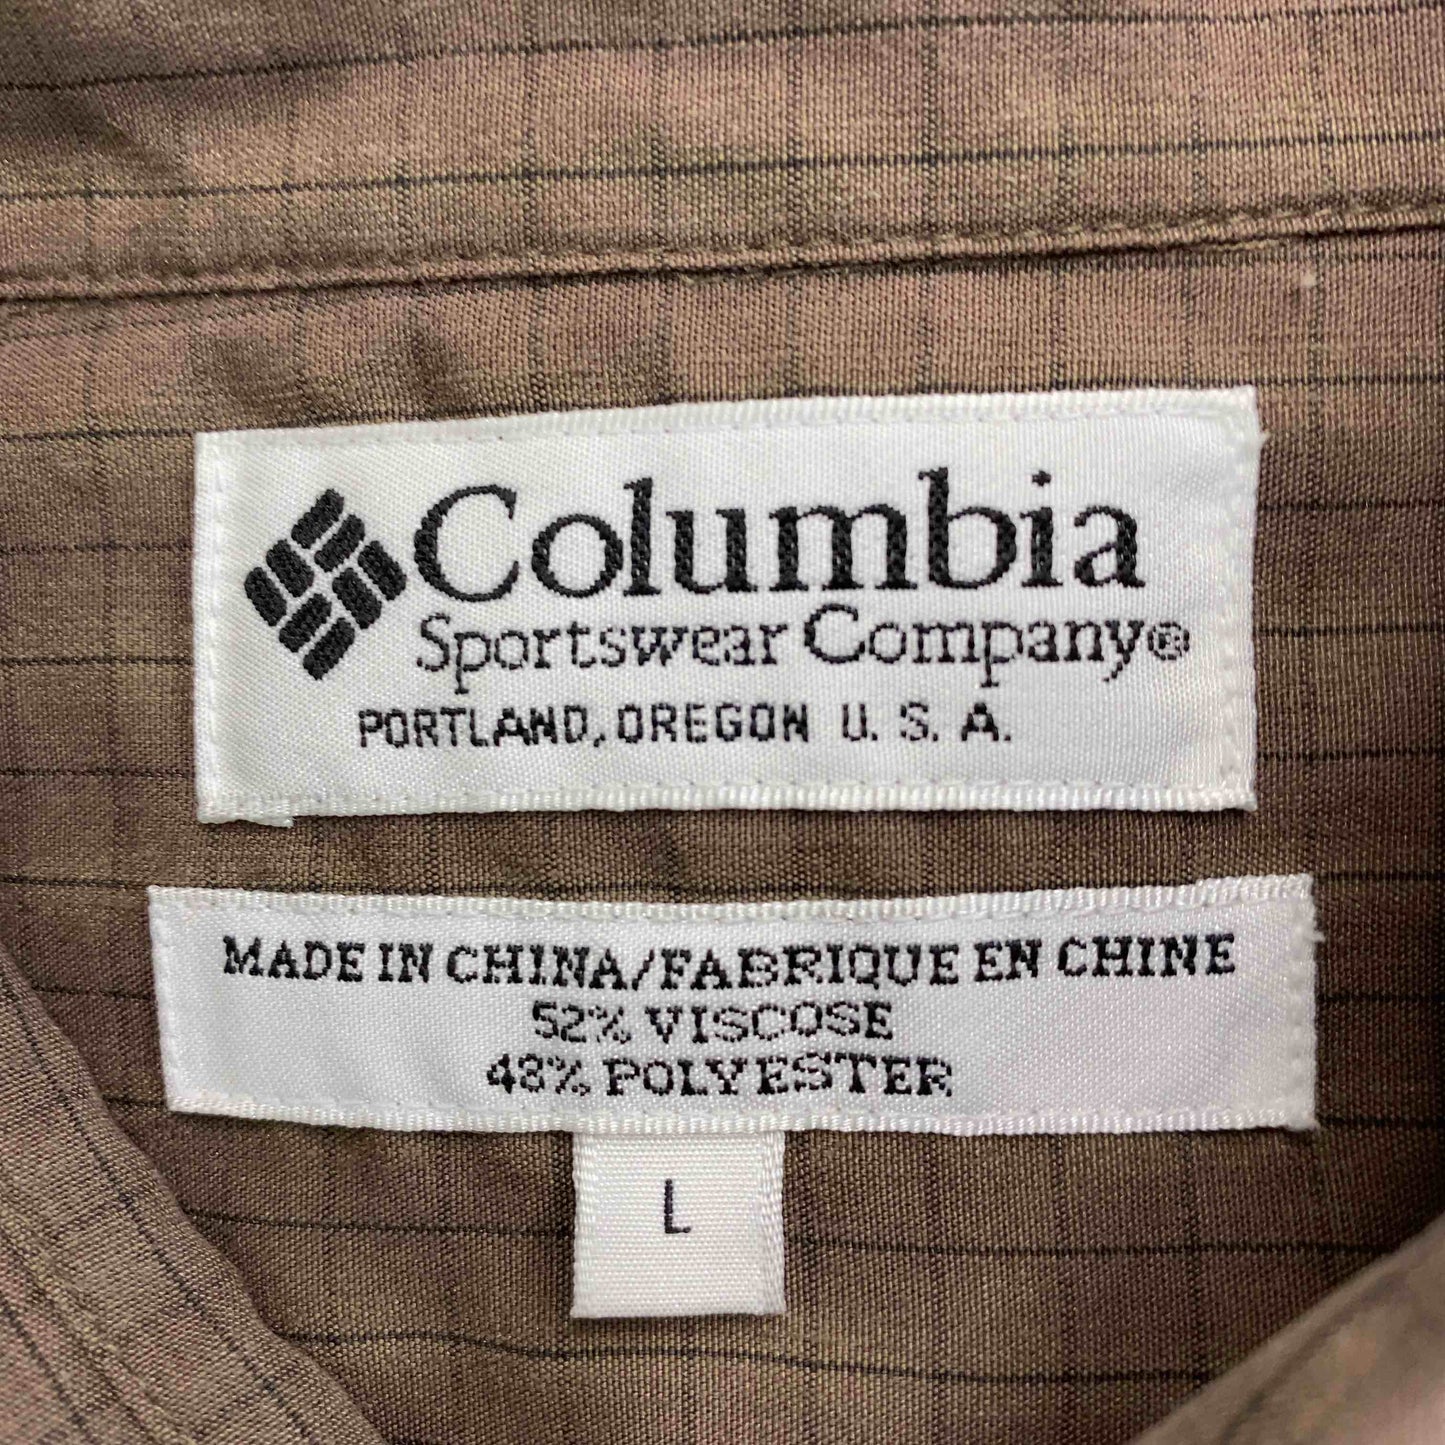 Columbia
Sportswear Company®
PORTLAND, OREGON U. S. A.
MADE IN CHINA/FABRIQUE EN CHINE
52% VISCOSE
48% POLYESTER
L